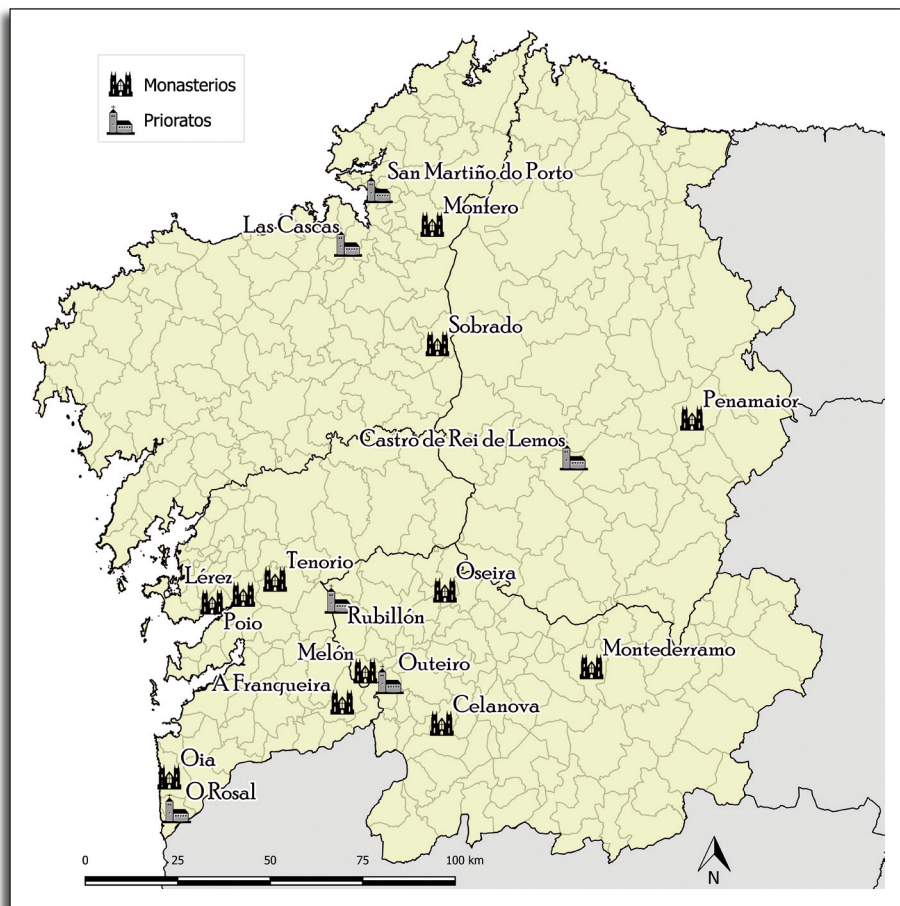 Monasterios
Prioratos
San Martiño do Porto
Monfero
Las Cascas
Sobrado
Penamaior
Castro de Rei de Lemos
Tenorio
Lérez
Poio
Oseira
Rubillón
Melón
Outeiro
Montederramo
A Franqueira
Celanova
Oia
O Rosal
0 25 50 75 100 km
N